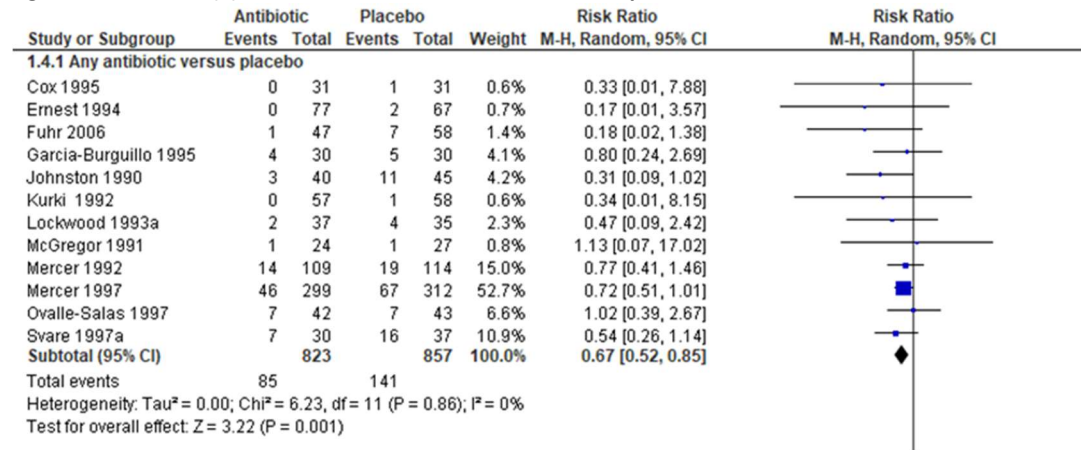 Antibiotic Placebo Risk Ratio Risk Ratio
Study or Subgroup Events Total Events Total Weight M-H, Random, 95% CI M-H, Random, 95% CI
1.4.1 Any antibiotic versus placebo
Cox 1995 0 31 1 31 0.6% 0.33 [0.01, 7.88]
Ernest 1994 0 77 2 67 0.7% 0.17 [0.01, 3.57]
Fuhr 2006 1 47 7 58 1.4% 0.18 [0.02, 1.38]
Garcia-Burguillo 1995 4 30 5 30 4.1% 0.80 [0.24, 2.69]
Johnston 1990 3 40 11 45 4.2% 0.31 [0.09, 1.02]
Kurki 1992 0 57 1 58 0.6% 0.34 [0.01, 8.15]
Lockwood 1993a 2 37 4 35 2.3% 0.47 [0.09, 2.42]
McGregor 1991 1 24 1 27 0.8% 1.13 [0.07, 17.02]
Mercer 1992 14 109 19 114 15.0% 0.77 [0.41, 1.46]
Mercer 1997 46 299 67 312 52.7% 0.72 [0.51, 1.01]
Ovalle-Salas 1997 7 42 7 43 6.6% 1.02 [0.39, 2.67]
Svare 1997a 7 30 16 37 10.9% 0.54 [0.26, 1.14]
Subtotal (95% CI) 823 857 100.0% 0.67 [0.52, 0.85]
Total events 85 141
Heterogeneity: Tau² = 0.00; Chi² = 6.23, df = 11 (P = 0.86); I² = 0%
Test for overall effect: Z = 3.22 (P = 0.001)